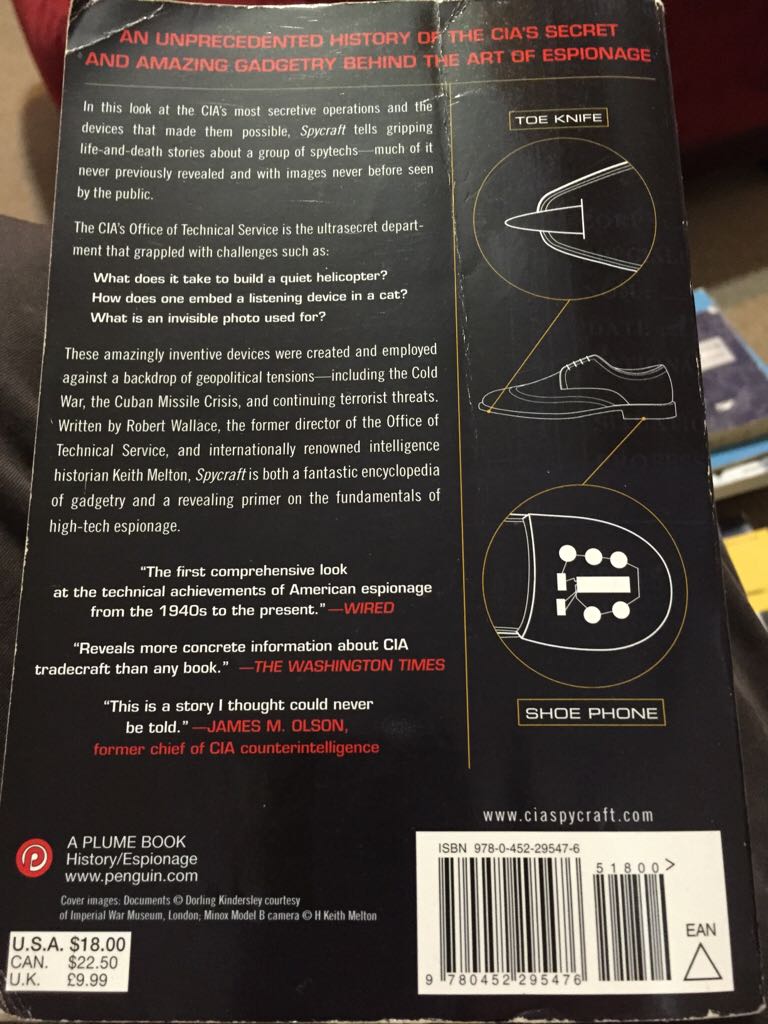 AN UNPRECEDENTED HISTORY OF THE CIA'S SECRET
AND AMAZING GADGETRY BEHIND THE ART OF ESPIONAGE
In this look at the CIA's most secretive operations and the
devices that made them possible, Spycraft tells gripping
life-and-death stories about a group of spytechs—much of it
never previously revealed and with images never before seen
by the public.
The CIA's Office of Technical Service is the ultrasecret depart-
ment that grappled with challenges such as:
What does it take to build a quiet helicopter?
How does one embed a listening device in a cat?
What is an invisible photo used for?
These amazingly inventive devices were created and employed
against a backdrop of geopolitical tensions—including the Cold
War, the Cuban Missile Crisis, and continuing terrorist threats.
Written by Robert Wallace, the former director of the Office of
Technical Service, and internationally renowned intelligence
historian Keith Melton, Spycraft is both a fantastic encyclopedia
of gadgetry and a revealing primer on the fundamentals of
high-tech espionage.
"The first comprehensive look
at the technical achievements of American espionage
from the 1940s to the present." —WIRED
"Reveals more concrete information about CIA
tradecraft than any book." —THE WASHINGTON TIMES
"This is a story I thought could never
be told." —JAMES M. OLSON,
former chief of CIA counterintelligence
TOE KNIFE
SHOE PHONE
www.ciaspycraft.com
A PLUME BOOK
History/Espionage
www.penguin.com
Cover images: Documents © Dorling Kindersley courtesy
of Imperial War Museum, London; Minox Model B camera © H Keith Melton
U.S.A. $18.00
CAN. $22.50
U.K. £9.99
ISBN 978-0-452-29547-6
51800>
EAN
9 780452 295476